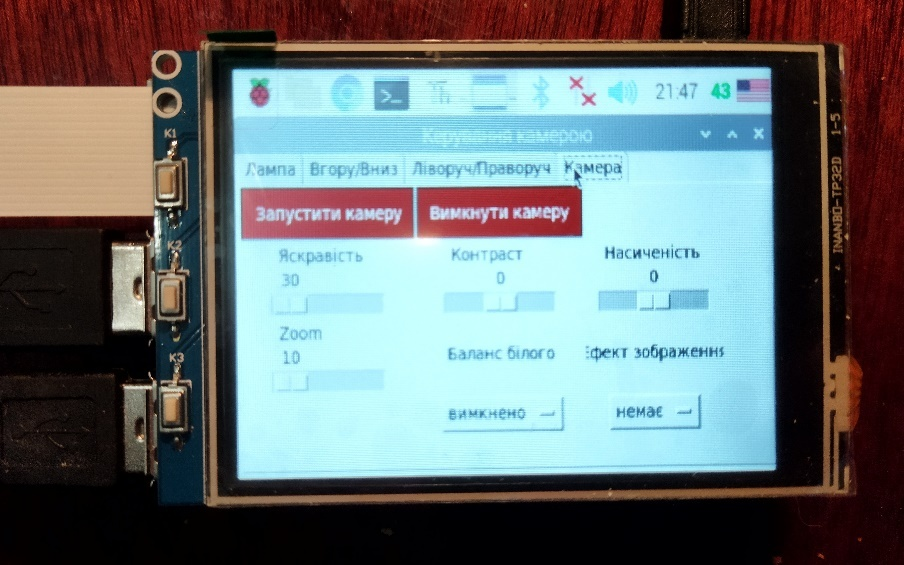 K1
K2
K3
>_
21:47 43
Керування камерою
Лампа Вгору/Вниз Ліворуч/Праворуч Камера
Запустити камеру Вимкнути камеру
Яскравість Контраст Насиченість
30 0 0
Zoom
10
Баланс білого Ефект зображення
вимкнено немає
INANBO-TP32D 1-5